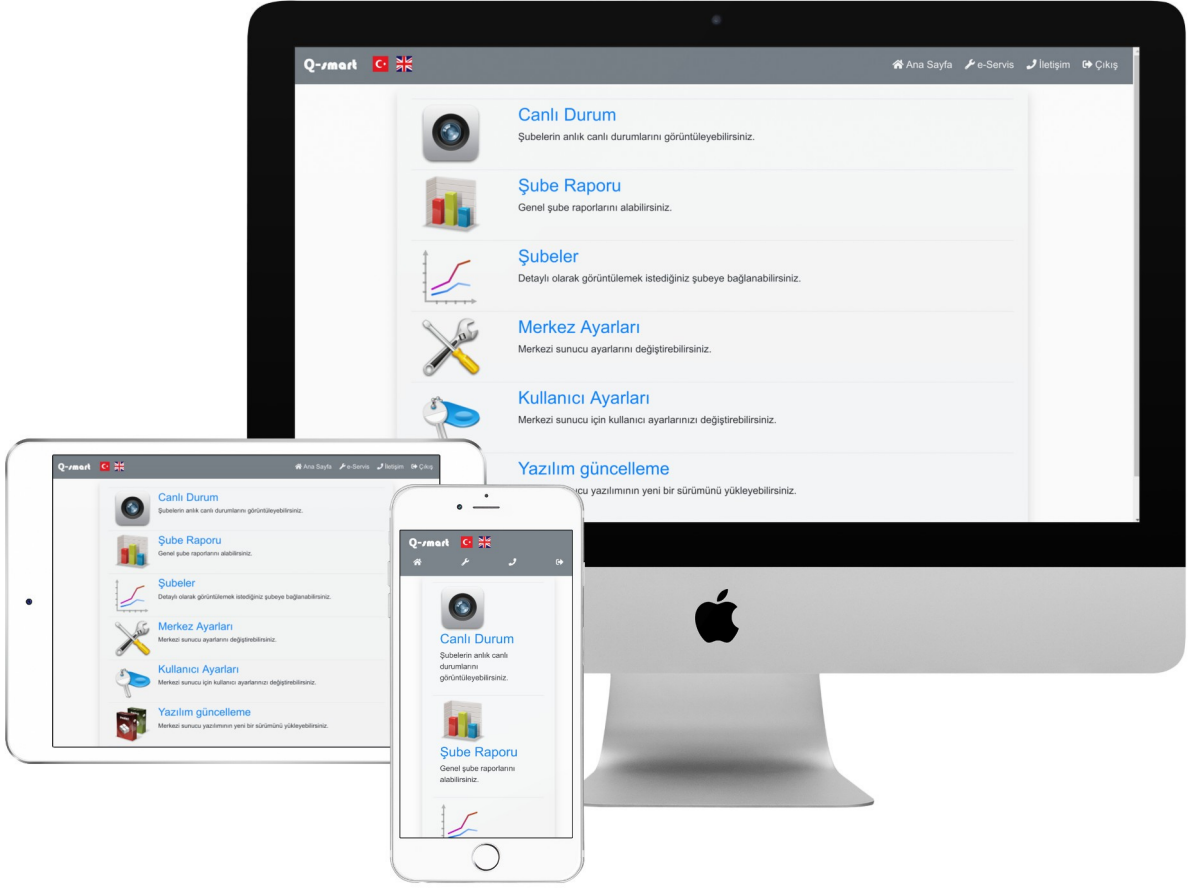 Q-smart
Ana Sayfa e-Servis İletişim Çıkış
Canlı Durum
Şubelerin anlık canlı durumlarını görüntüleyebilirsiniz.
Şube Raporu
Genel şube raporlarını alabilirsiniz.
Şubeler
Detaylı olarak görüntülemek istediğiniz şubeye bağlanabilirsiniz.
Merkez Ayarları
Merkezi sunucu ayarlarını değiştirebilirsiniz.
Kullanıcı Ayarları
Merkezi sunucu için kullanıcı ayarlarınızı değiştirebilirsiniz.
Yazılım güncelleme
yazılımının yeni bir sürümünü yükleyebilirsiniz.
Q-smart
Ana Sayfa e-Servis İletişim Çıkış
Canlı Durum
Şubelerin anlık canlı durumlarını görüntüleyebilirsiniz.
Şube Raporu
Genel şube raporlarını alabilirsiniz.
Şubeler
Detaylı olarak görüntülemek istediğiniz şubeye bağlanabilirsiniz.
Merkez Ayarları
Merkezi sunucu ayarlarını değiştirebilirsiniz.
Kullanıcı Ayarları
Merkezi sunucu için kullanıcı ayarlarınızı değiştirebilirsiniz.
Yazılım güncelleme
Merkezi sunucu yazılımının yeni bir sürümünü yükleyebilirsiniz.
Q-smart
Canlı Durum
Şubelerin anlık canlı
durumlarını
görüntüleyebilirsiniz.
Şube Raporu
Genel şube raporlarını
alabilirsiniz.